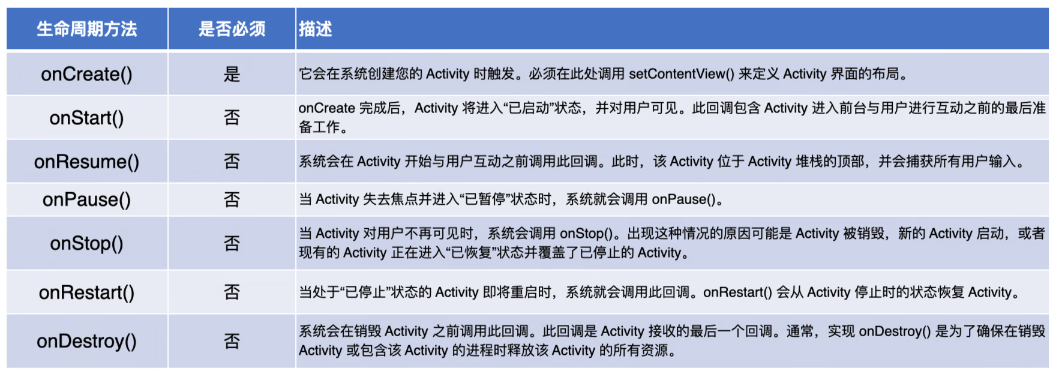 生命周期方法 是否必须 描述
onCreate() 是 它会在系统创建您的 Activity 时触发。必须在此处调用 setContentView() 来定义 Activity 界面的布局。
onStart() 否 onCreate 完成后，Activity 将进入“已启动”状态，并对用户可见。此回调包含 Activity 进入前台与用户进行互动之前的最后准
备工作。
onResume() 否 系统会在 Activity 开始与用户互动之前调用此回调。此时，该 Activity 位于 Activity 堆栈的顶部，并会捕获所有用户输入。
onPause() 否 当 Activity 失去焦点并进入“已暂停”状态时，系统就会调用 onPause()。
onStop() 否 当 Activity 对用户不再可见时，系统会调用 onStop()。出现这种情况的原因可能是 Activity 被销毁，新的 Activity 启动，或者
现有的 Activity 正在进入“已恢复”状态并覆盖了已停止的 Activity。
onRestart() 否 当处于“已停止”状态的 Activity 即将重启时，系统就会调用此回调。onRestart() 会从 Activity 停止时的状态恢复 Activity。
onDestroy() 否 系统会在销毁 Activity 之前调用此回调。此回调是 Activity 接收的最后一个回调。通常，实现 onDestroy() 是为了确保在销毁
Activity 或包含该 Activity 的进程时释放该 Activity 的所有资源。